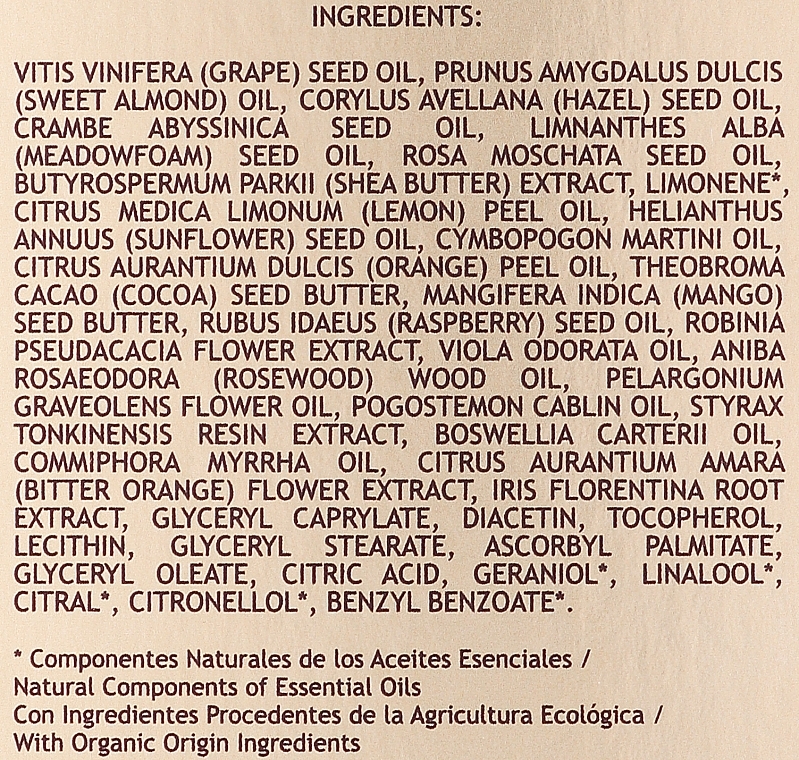 INGREDIENTS:
VITIS VINIFERA (GRAPE) SEED OIL, PRUNUS AMYGDALUS DULCIS
(SWEET ALMOND) OIL, CORYLUS AVELLANA (HAZEL) SEED OIL,
CRAMBE ABYSSINICA SEED OIL, LIMNANTHES ALBA
(MEADOWFOAM) SEED OIL, ROSA MOSCHATA SEED OIL,
BUTYROSPERMUM PARKII (SHEA BUTTER) EXTRACT, LIMONENE*,
CITRUS MEDICA LIMONUM (LEMON) PEEL OIL, HELIANTHUS
ANNUUS (SUNFLOWER) SEED OIL, CYMBOPOGON MARTINI OIL,
CITRUS AURANTIUM DULCIS (ORANGE) PEEL OIL, THEOBROMA
CACAO (COCOA) SEED BUTTER, MANGIFERA INDICA (MANGO)
SEED BUTTER, RUBUS IDAEUS (RASPBERRY) SEED OIL, ROBINIA
PSEUDACACIA FLOWER EXTRACT, VIOLA ODORATA OIL, ANIBA
ROSAEODORA (ROSEWOOD) WOOD OIL, PELARGONIUM
GRAVEOLENS FLOWER OIL, POGOSTEMON CABLIN OIL, STYRAX
TONKINENSIS RESIN EXTRACT, BOSWELLIA CARTERII OIL,
COMMIPHORA MYRRHA OIL, CITRUS AURANTIUM AMARA
(BITTER ORANGE) FLOWER EXTRACT, IRIS FLORENTINA ROOT
EXTRACT, GLYCERYL CAPRYLATE, DIACETIN, TOCOPHEROL,
LECITHIN, GLYCERYL STEARATE, ASCORBYL PALMITATE,
GLYCERYL OLEATE, CITRIC ACID, GERANIOL*, LINALOOL*,
CITRAL*, CITRONELLOL*, BENZYL BENZOATE*.
* Componentes Naturales de los Aceites Esenciales /
Natural Components of Essential Oils
Con Ingredientes Procedentes de la Agricultura Ecológica /
With Organic Origin Ingredients